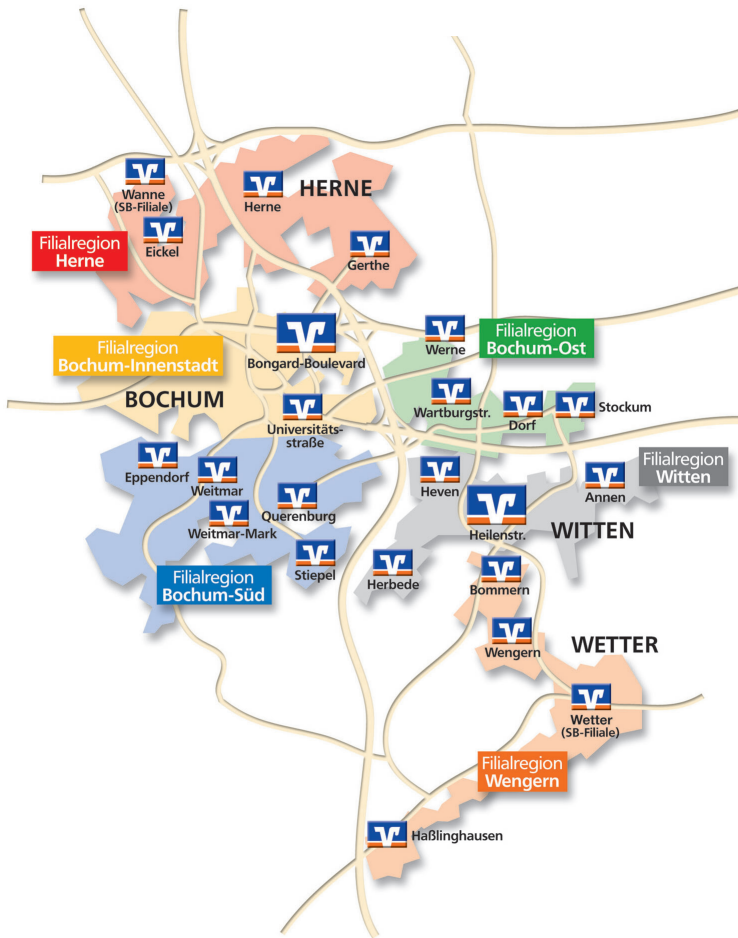 Wanne
(SB-Filiale)
Herne
HERNE
Eickel
Filialregion
Herne
Gerthe
Filialregion
Bochum-Ost
Werne
Filialregion
Bochum-Innenstadt
Bongard-Boulevard
BOCHUM
Wartburgstr.
Dorf
Stockum
Universitäts-
straße
Eppendorf
Weitmar
Querenburg
Weitmar-Mark
Heven
Annen
Filialregion
Witten
Heilenstr.
WITTEN
Stiepel
Herbede
Filialregion
Bochum-Süd
Bommern
Wengern
WETTER
Wetter
(SB-Filiale)
Filialregion
Wengern
Haßlinghausen